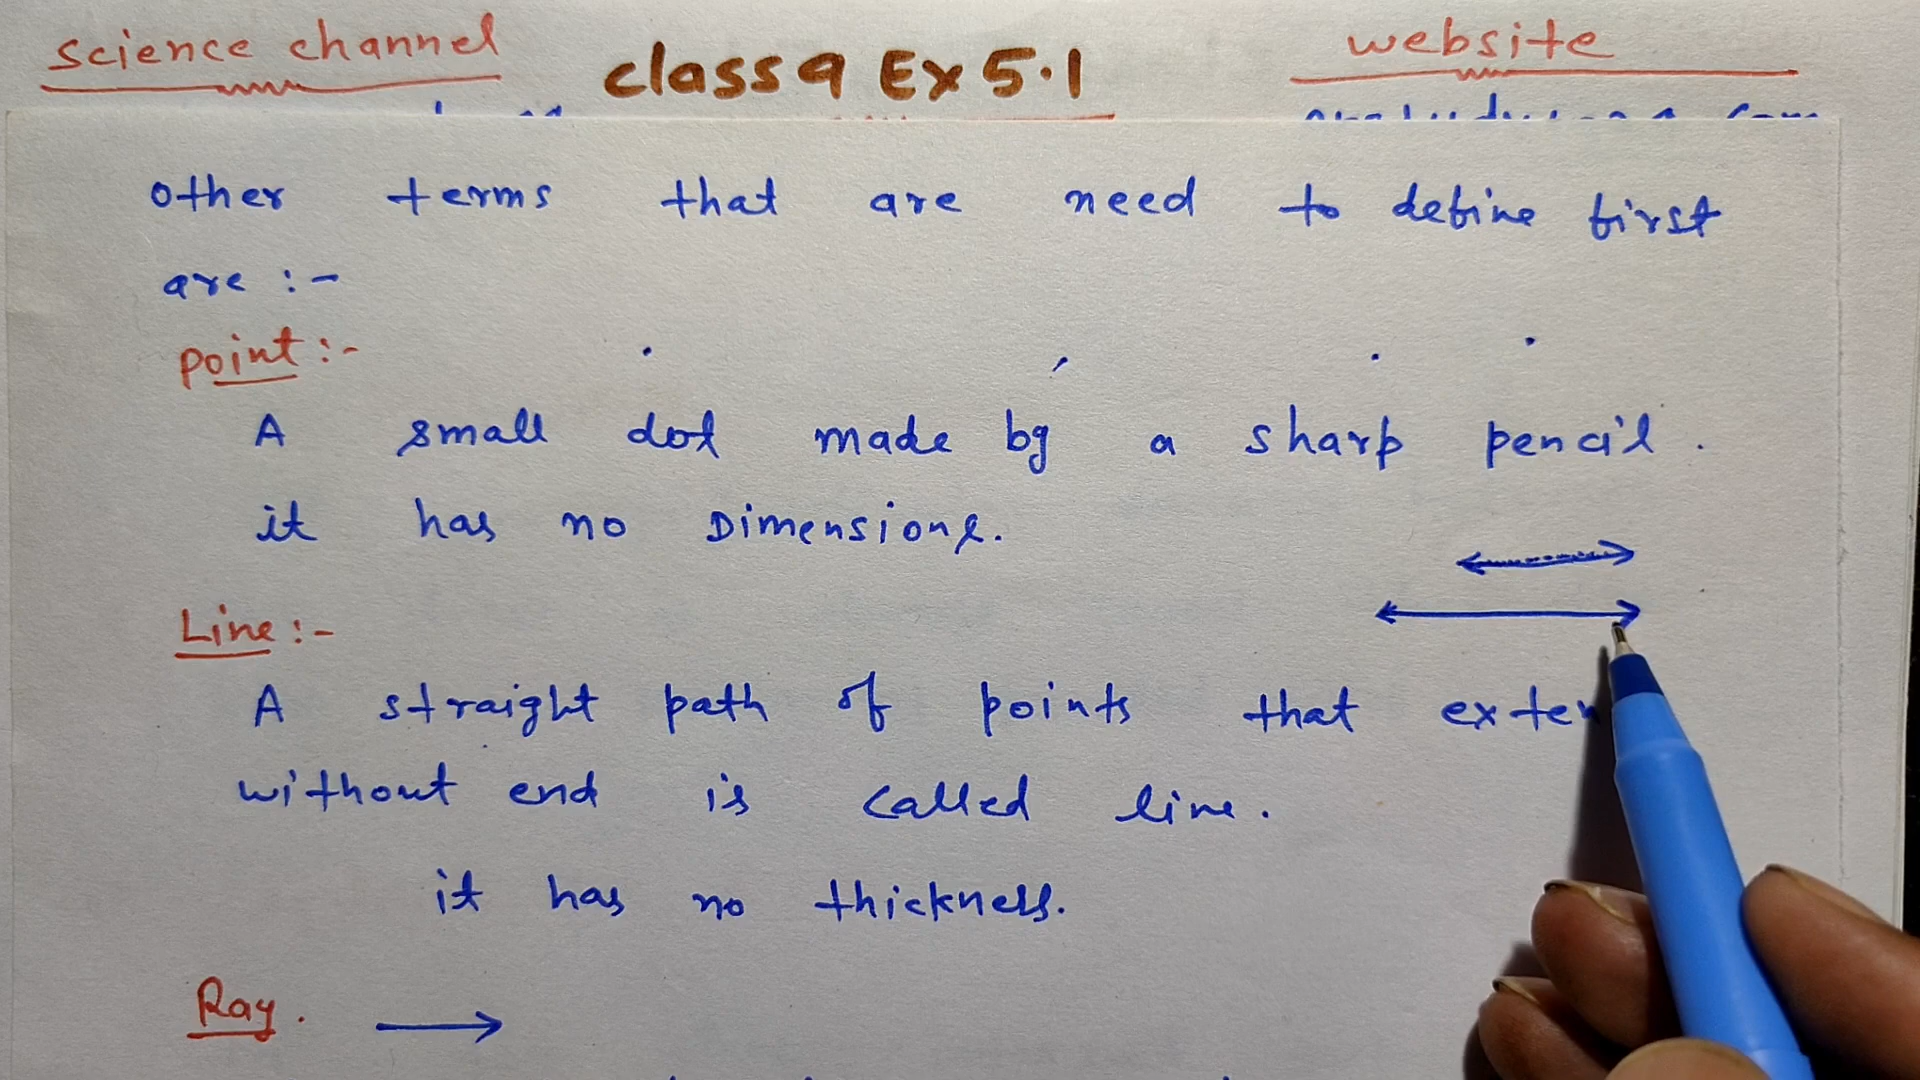 science channel
class 9 Ex 5.1
website
other terms that are need to define first
are :-
point :-
A small dot made by a sharp pencil.
it has no Dimensions.
Line :-
A straight path of points that exten
without end is called line.
it has no thickness.
Ray.